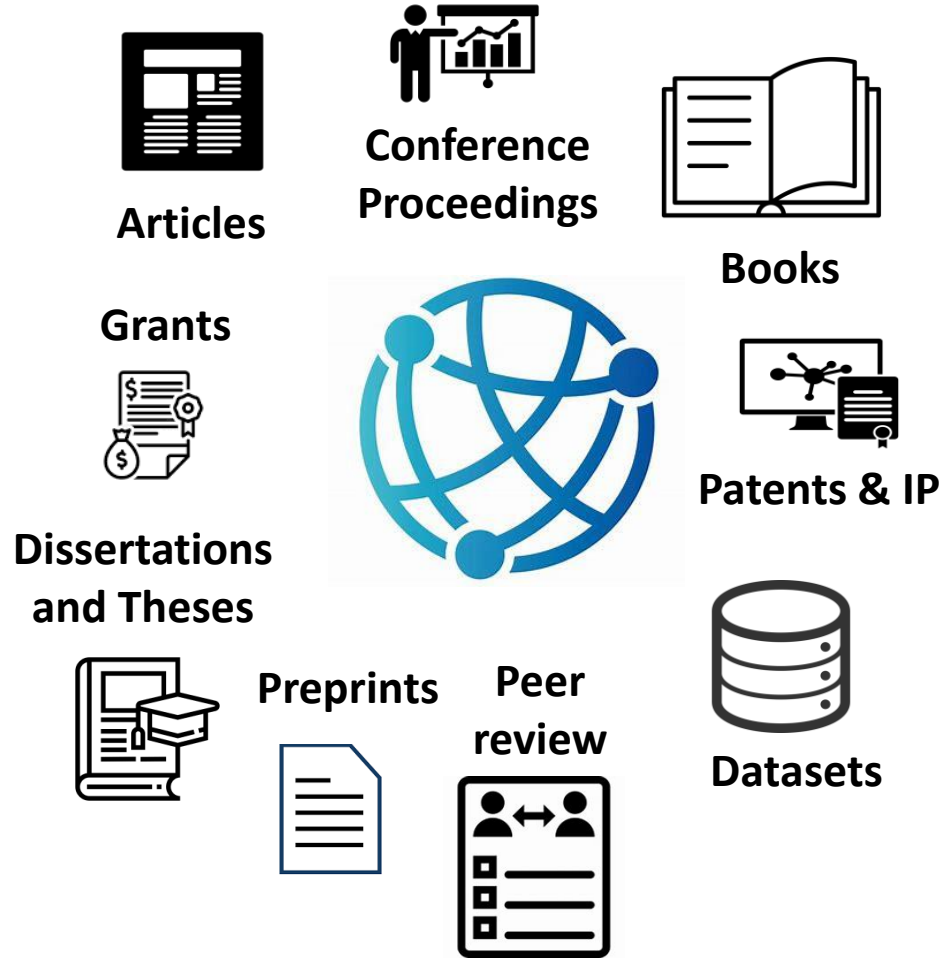 Articles
Conference
Proceedings
Books
Grants
$
$
Patents & IP
Dissertations
and Theses
Preprints
Peer
review
Datasets